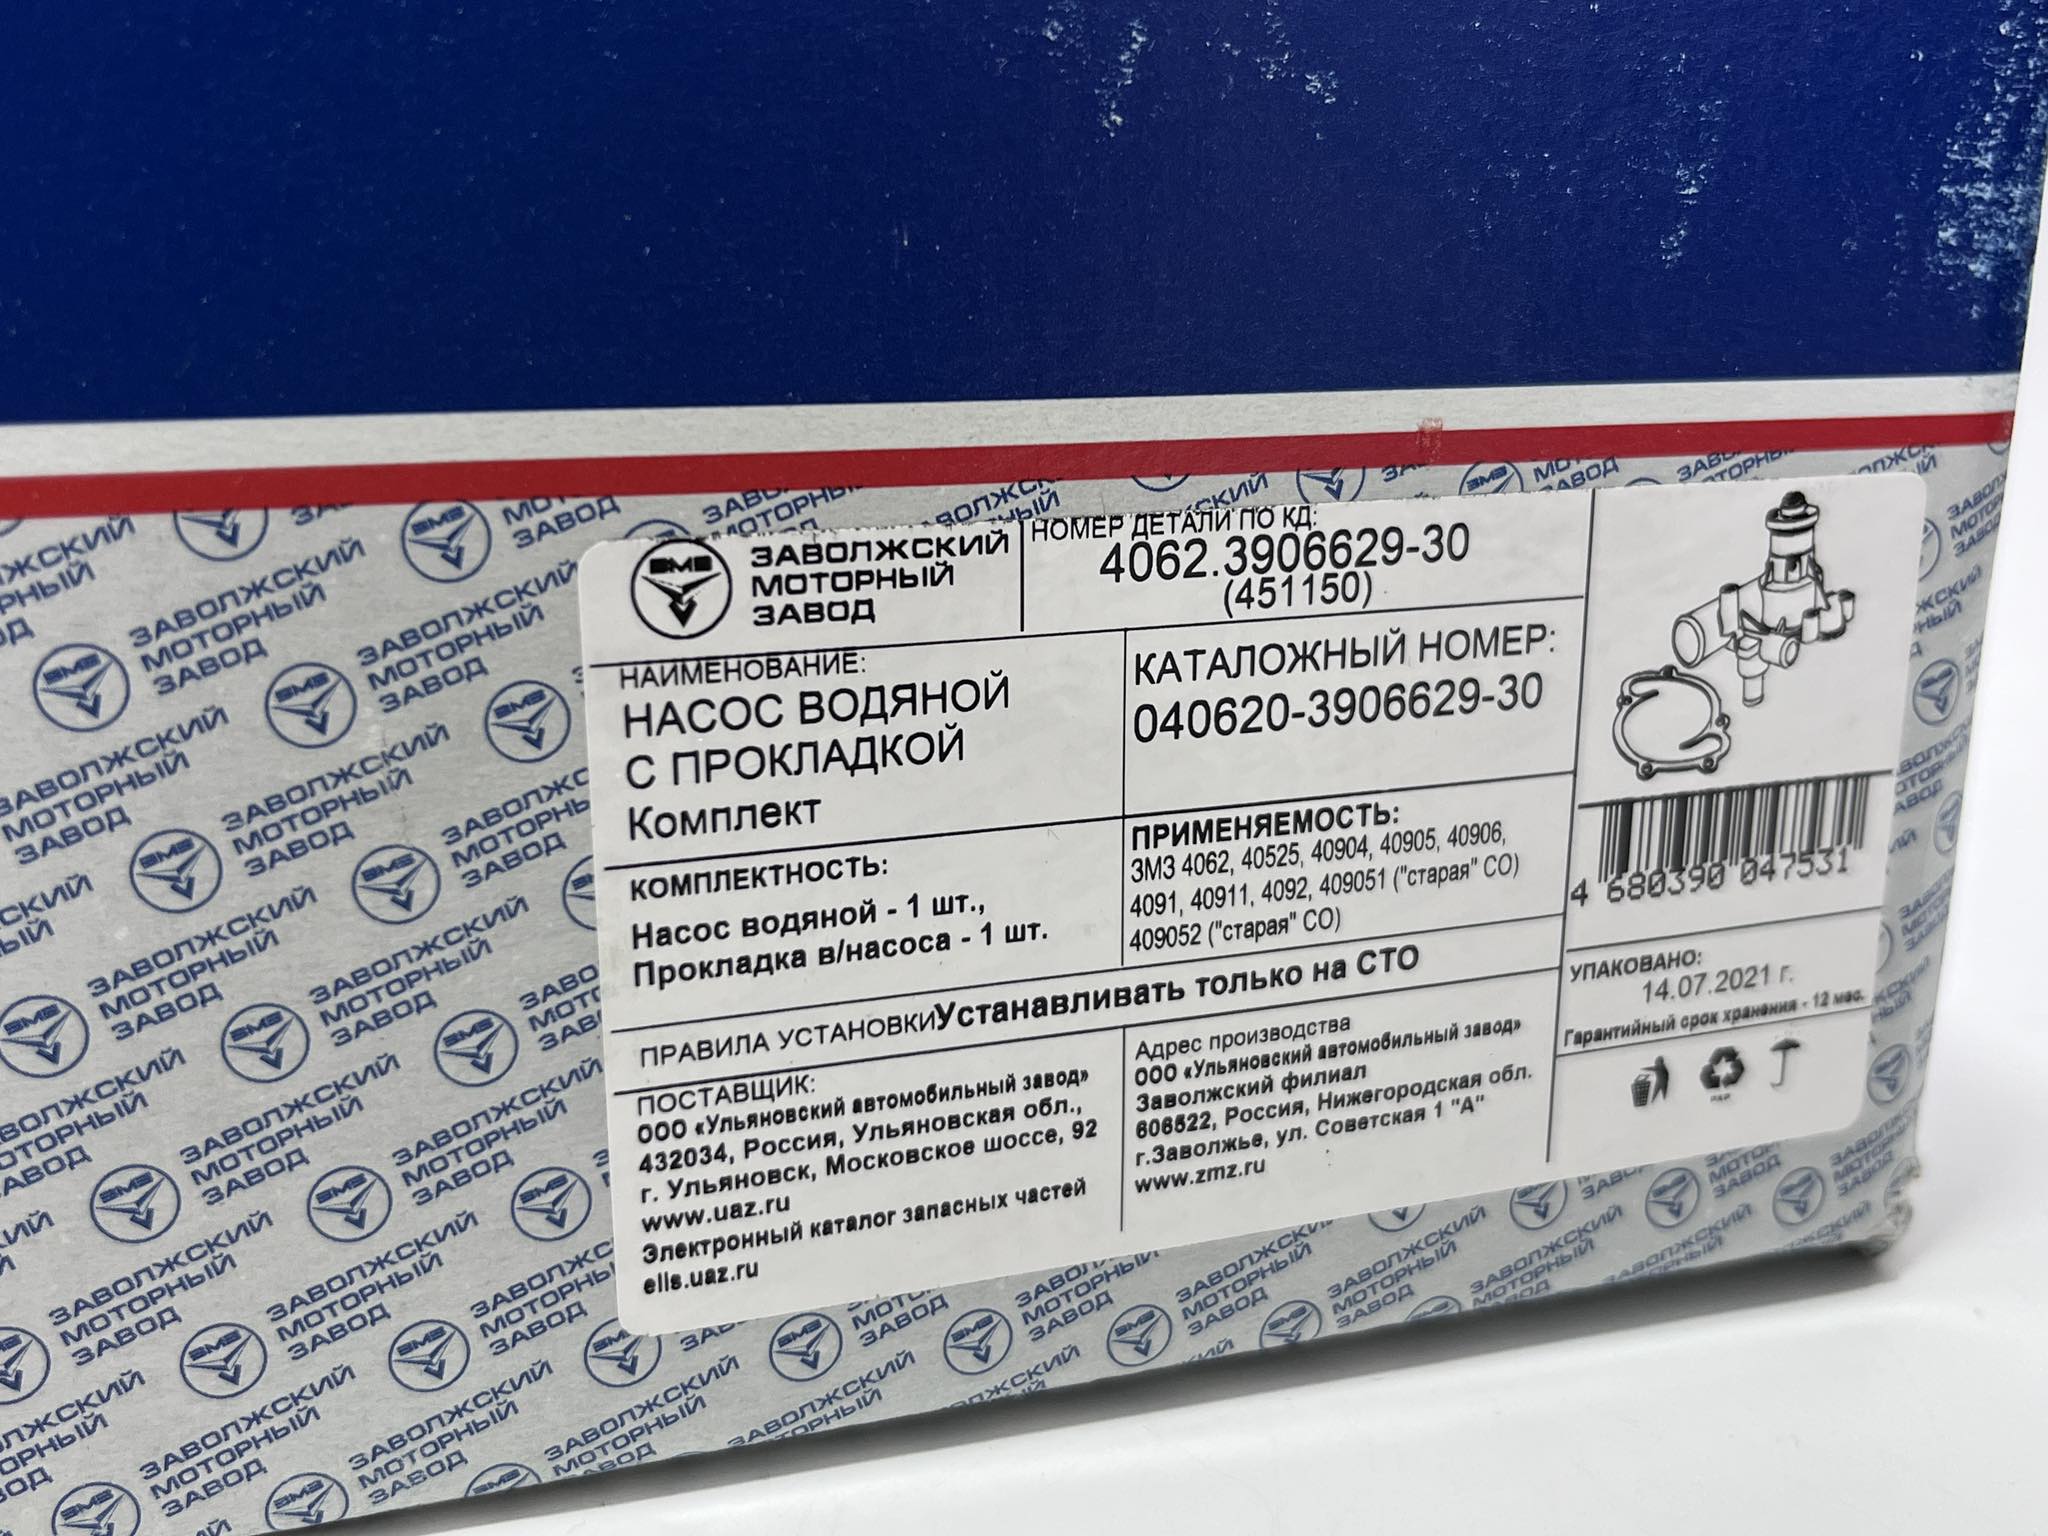 ЗМЗ
ЗАВОЛЖСКИЙ
МОТОРНЫЙ
ЗАВОД
НОМЕР ДЕТАЛИ ПО КД:
4062.3906629-30
(451150)
НАИМЕНОВАНИЕ:
НАСОС ВОДЯНОЙ
С ПРОКЛАДКОЙ
Комплект
КАТАЛОЖНЫЙ НОМЕР:
040620-3906629-30
КОМПЛЕКТНОСТЬ:
Насос водяной - 1 шт.,
Прокладка в/насоса - 1 шт.
ПРИМЕНЯЕМОСТЬ:
ЗМЗ 4062, 40525, 40904, 40905, 40906,
4091, 40911, 4092, 409051 ("старая" СО)
409052 ("старая" СО)
4 680390 047531
ПРАВИЛА УСТАНОВКИ Устанавливать только на СТО
УПАКОВАНО:
14.07.2021 г.
Гарантийный срок хранения - 12 мес.
ПОСТАВЩИК:
ООО «Ульяновский автомобильный завод»
432034, Россия, Ульяновская обл.,
г. Ульяновск, Московское шоссе, 92
www.uaz.ru
Электронный каталог запасных частей
elis.uaz.ru
Адрес производства
ООО «Ульяновский автомобильный завод»
Заволжский филиал
606522, Россия, Нижегородская обл.
г.Заволжье, ул. Советская 1 "А"
www.zmz.ru
PAP
ЗМЗ
ЗАВОЛЖСКИЙ
МОТОРНЫЙ
ЗАВОД